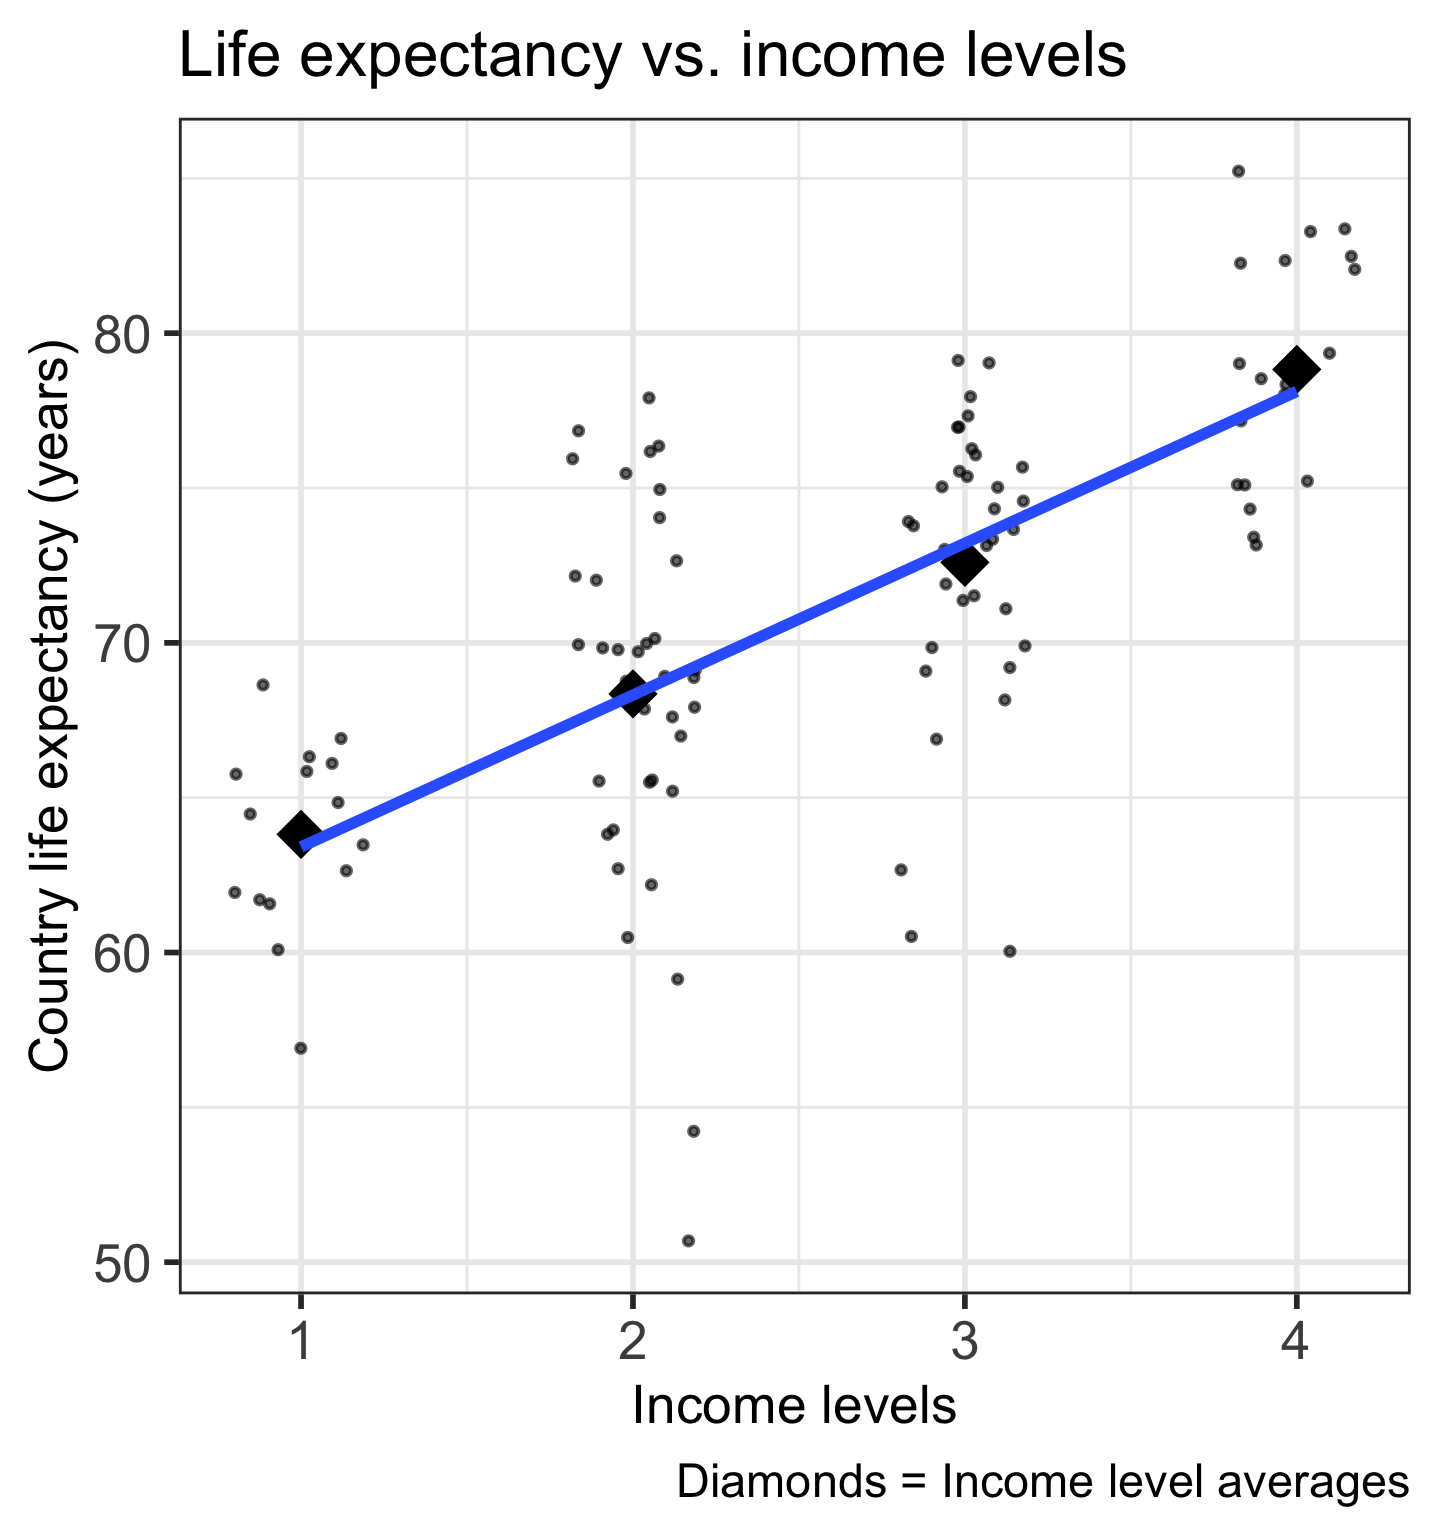 Life expectancy vs. income levels
Country life expectancy (years)
80
70
60
50
1 2 3 4
Income levels
Diamonds = Income level averages